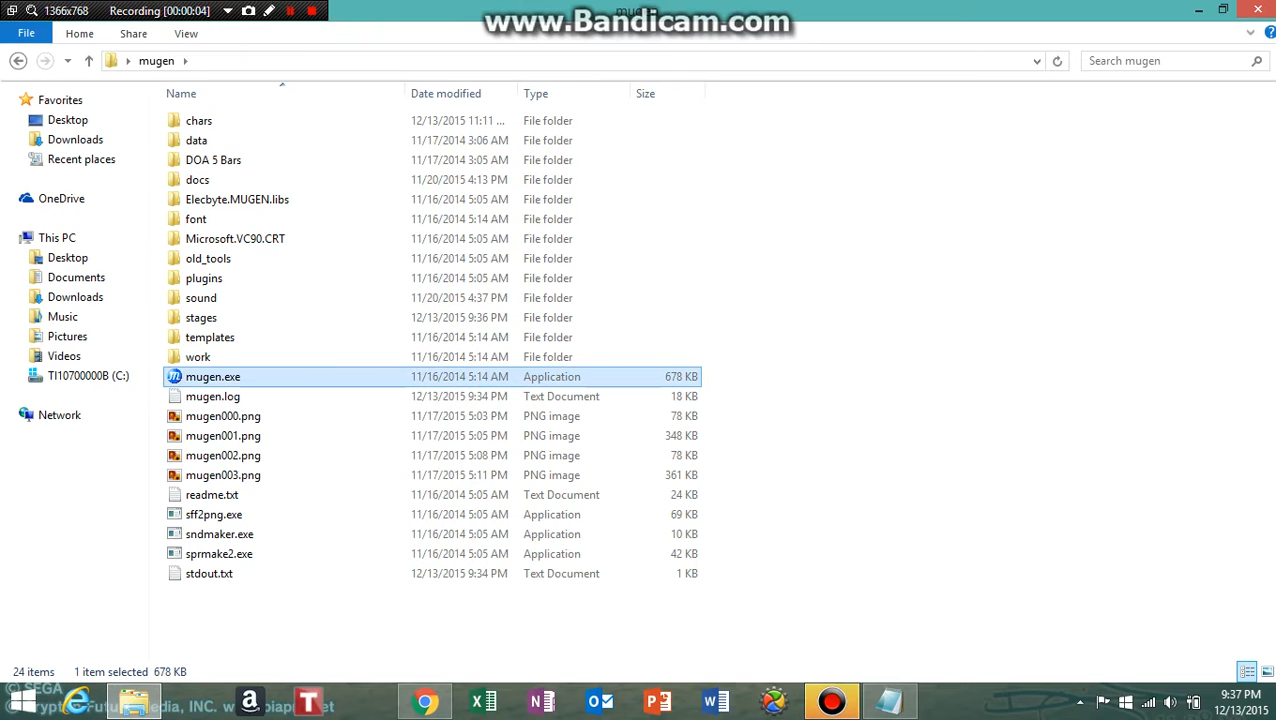 1366x768 Recording [00:00:04]
www.Bandicam.com
File Home Share View
mugen
Search mugen
Name Date modified Type Size
Favorites
Desktop
Downloads
Recent places
OneDrive
This PC
Desktop
Documents
Downloads
Music
Pictures
Videos
TI10700000B (C:)
Network
chars 12/13/2015 11:11 ... File folder
data 11/17/2014 3:06 AM File folder
DOA 5 Bars 11/17/2014 3:05 AM File folder
docs 11/20/2015 4:13 PM File folder
Elecbyte.MUGEN.libs 11/16/2014 5:05 AM File folder
font 11/16/2014 5:14 AM File folder
Microsoft.VC90.CRT 11/16/2014 5:05 AM File folder
old_tools 11/16/2014 5:05 AM File folder
plugins 11/16/2014 5:05 AM File folder
sound 11/20/2015 4:37 PM File folder
stages 12/13/2015 9:36 PM File folder
templates 11/16/2014 5:14 AM File folder
work 11/16/2014 5:14 AM File folder
mugen.exe 11/16/2014 5:14 AM Application 678 KB
mugen.log 12/13/2015 9:34 PM Text Document 18 KB
mugen000.png 11/17/2015 5:03 PM PNG image 78 KB
mugen001.png 11/17/2015 5:05 PM PNG image 348 KB
mugen002.png 11/17/2015 5:08 PM PNG image 78 KB
mugen003.png 11/17/2015 5:11 PM PNG image 361 KB
readme.txt 11/16/2014 5:05 AM Text Document 24 KB
sff2png.exe 11/16/2014 5:05 AM Application 69 KB
sndmaker.exe 11/16/2014 5:05 AM Application 10 KB
sprmake2.exe 11/16/2014 5:05 AM Application 42 KB
stdout.txt 12/13/2015 9:34 PM Text Document 1 KB
24 items 1 item selected 678 KB
© SEGA
Media, INC.
9:37 PM
12/13/2015